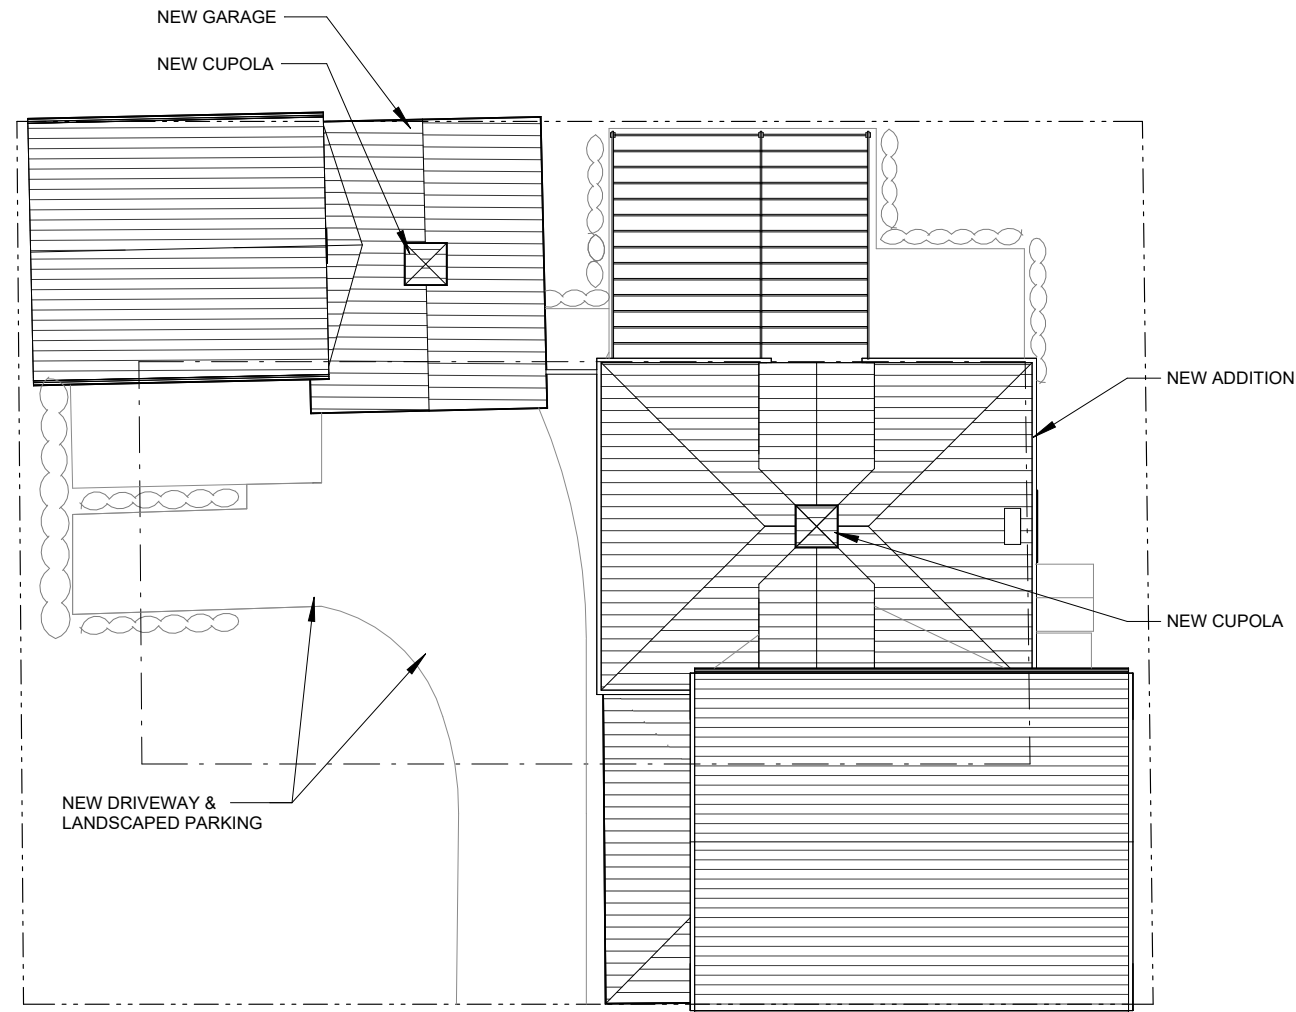 NEW GARAGE
NEW CUPOLA
NEW ADDITION
NEW CUPOLA
NEW DRIVEWAY &
LANDSCAPED PARKING